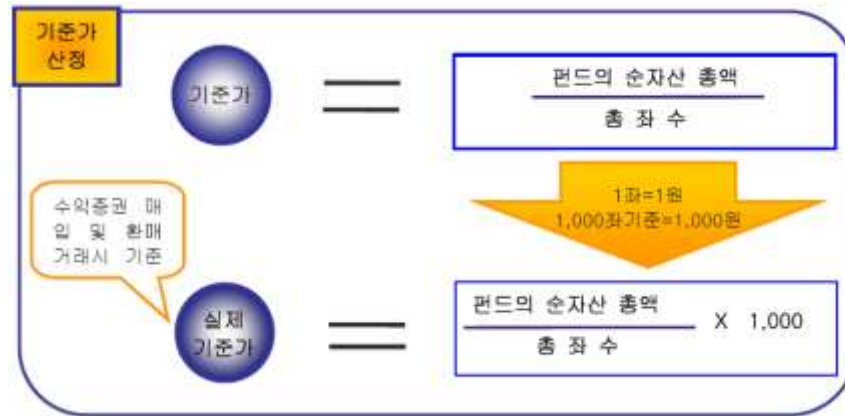 기준가
산정
기준가
펀드의 순자산 총액
총 좌 수
1좌=1원
1,000좌기준=1,000원
수익증권 매
입 및 환매
거래시 기준
실제
기준가
펀드의 순자산 총액
총 좌 수
X 1,000